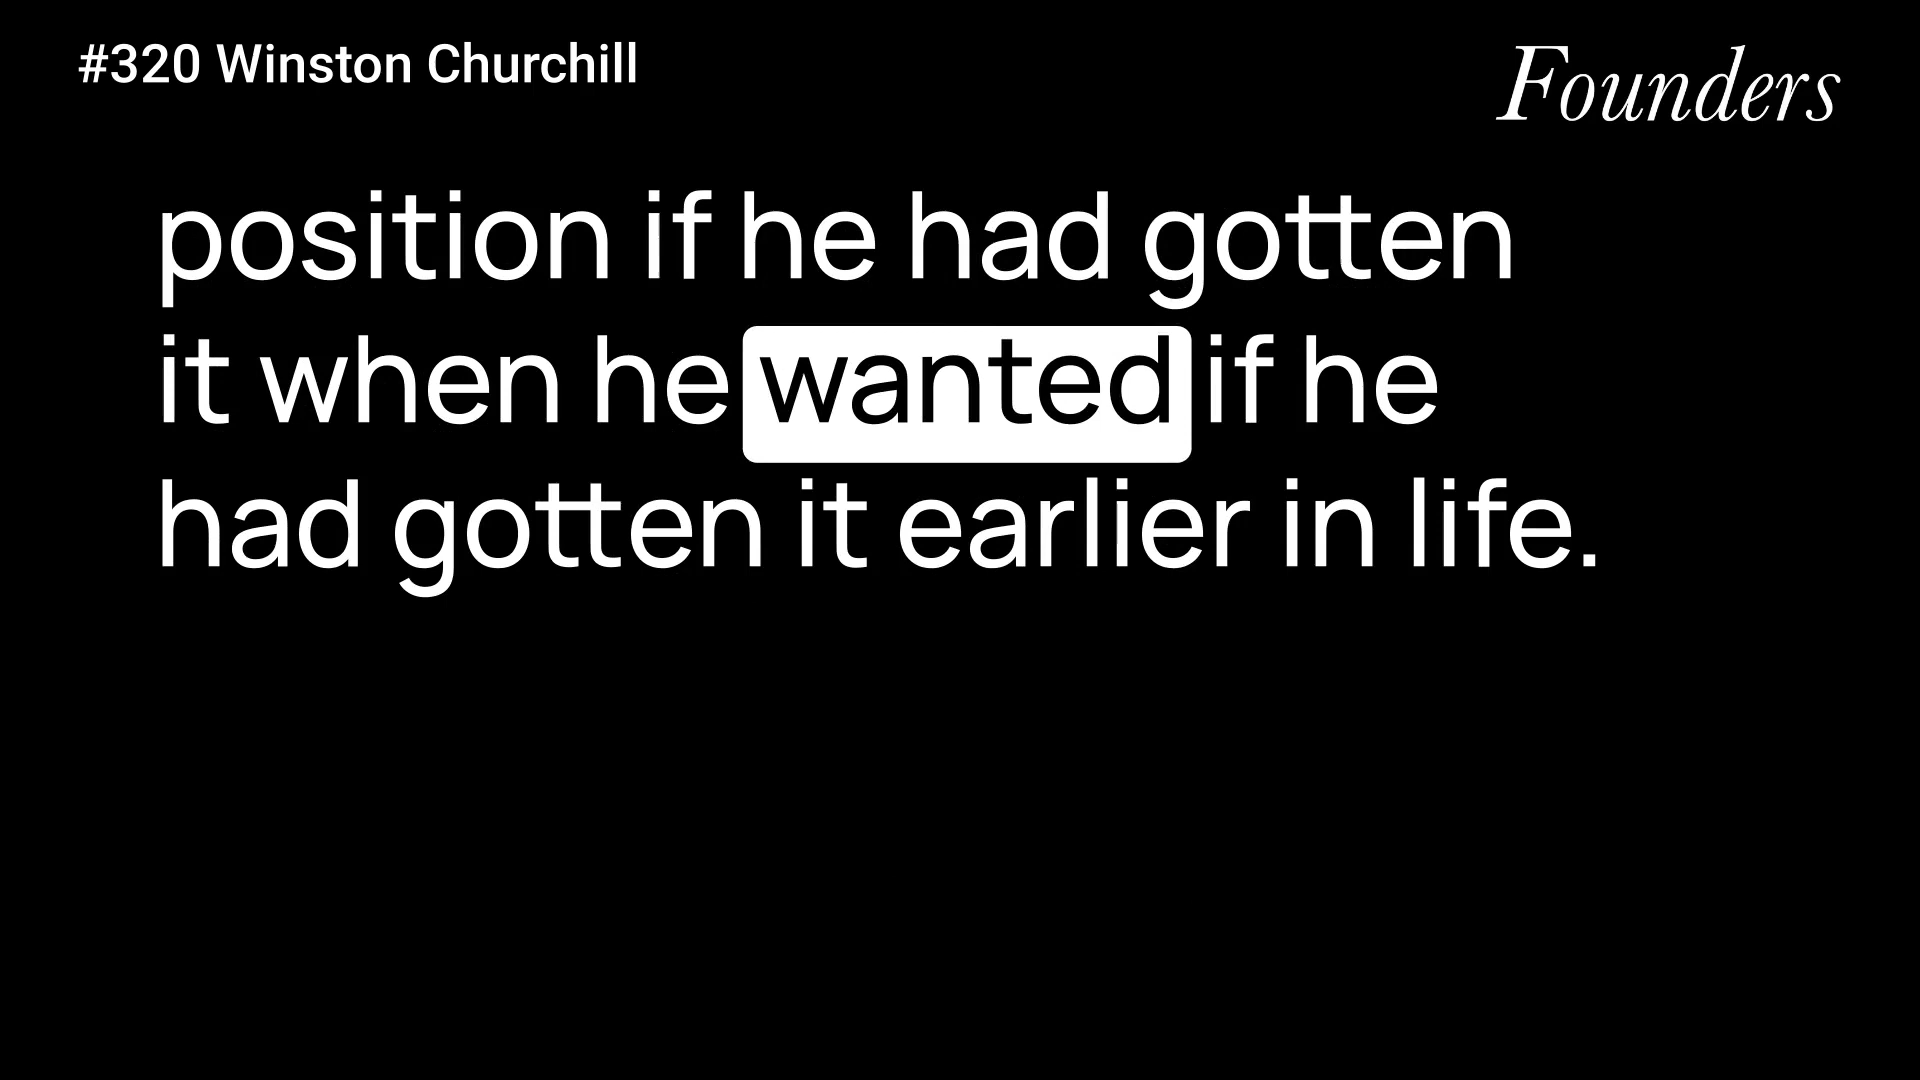 #320 Winston Churchill
Founders
position if he had gotten
it when he wanted if he
had gotten it earlier in life.